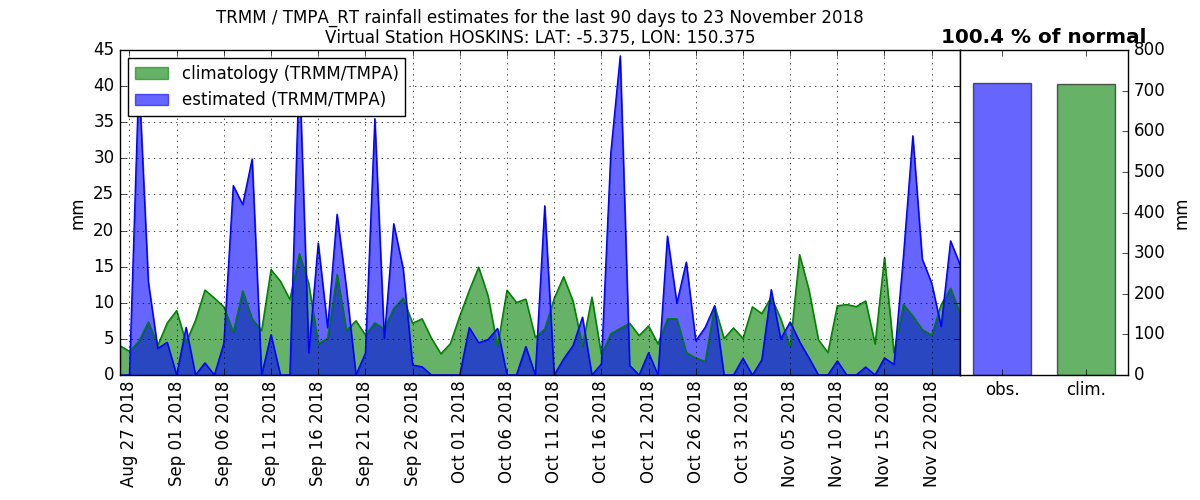 TRMM / TMPA_RT rainfall estimates for the last 90 days to 23 November 2018
Virtual Station HOSKINS: LAT: -5.375, LON: 150.375
100.4 % of normal
climatology (TRMM/TMPA)
estimated (TRMM/TMPA)
45
40
35
30
25
20
15
10
5
0
mm
Aug 27 2018
Sep 01 2018
Sep 06 2018
Sep 11 2018
Sep 16 2018
Sep 21 2018
Sep 26 2018
Oct 01 2018
Oct 06 2018
Oct 11 2018
Oct 16 2018
Oct 21 2018
Oct 26 2018
Oct 31 2018
Nov 05 2018
Nov 10 2018
Nov 15 2018
Nov 20 2018
obs.
clim.
800
700
600
500
400
300
200
100
0
mm